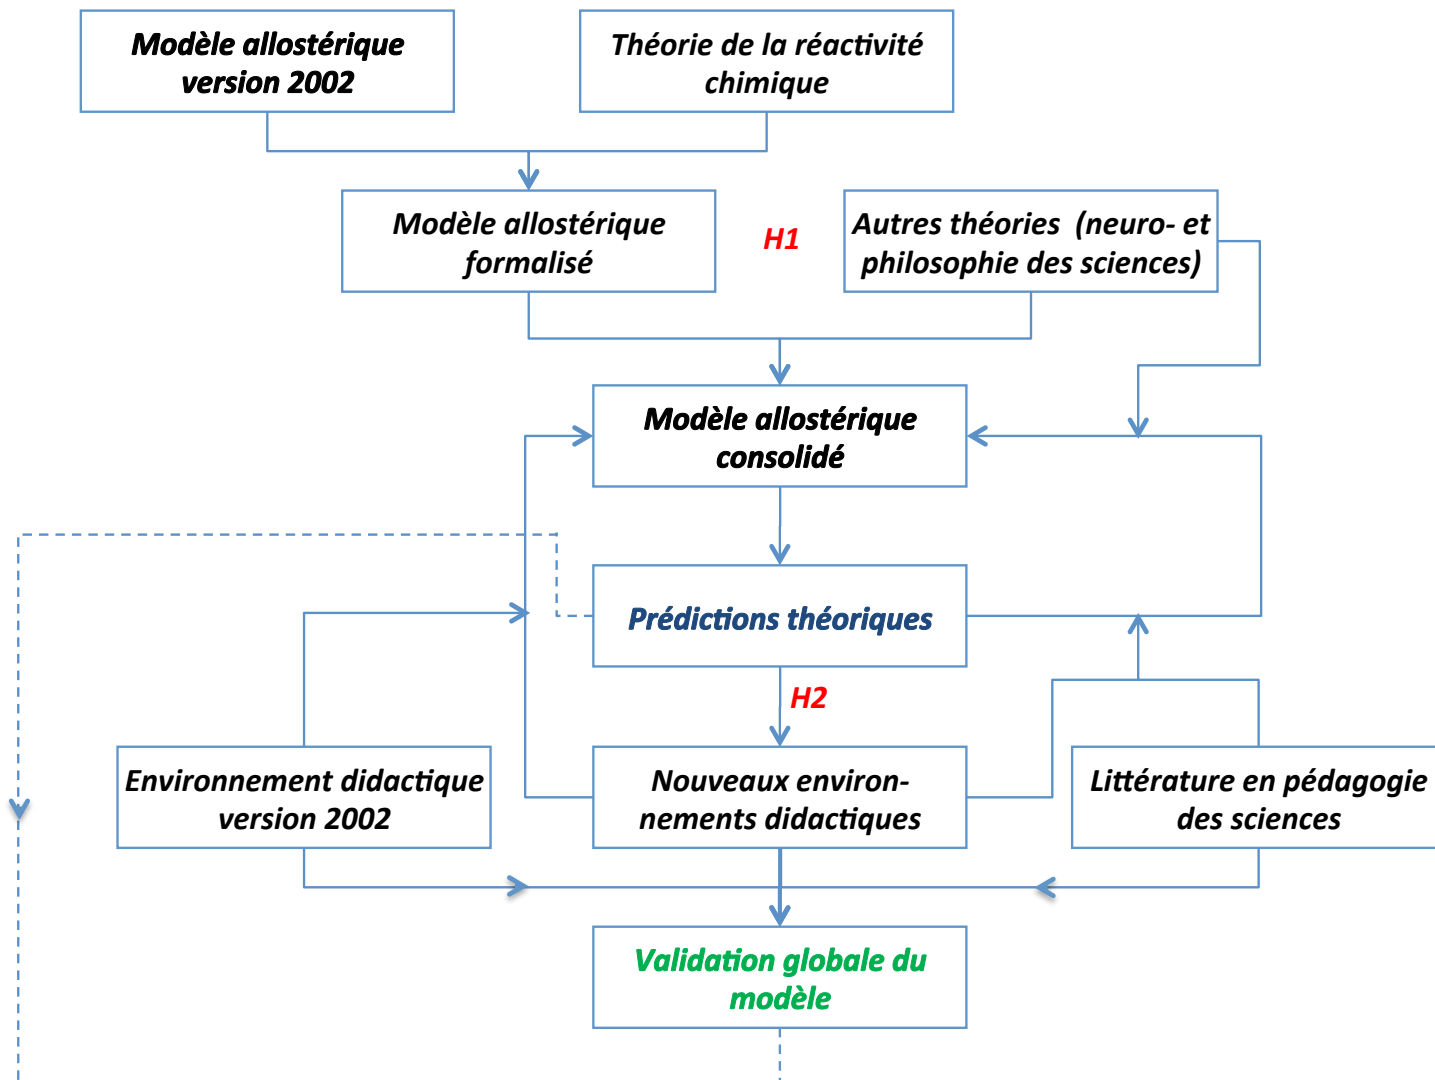 Modèle allostérique
version 2002
Théorie de la réactivité
chimique
Modèle allostérique
formalisé
H1
Autres théories (neuro- et
philosophie des sciences)
Modèle allostérique
consolidé
Prédictions théoriques
H2
Environnement didactique
version 2002
Nouveaux environ-
nements didactiques
Littérature en pédagogie
des sciences
Validation globale du
modèle